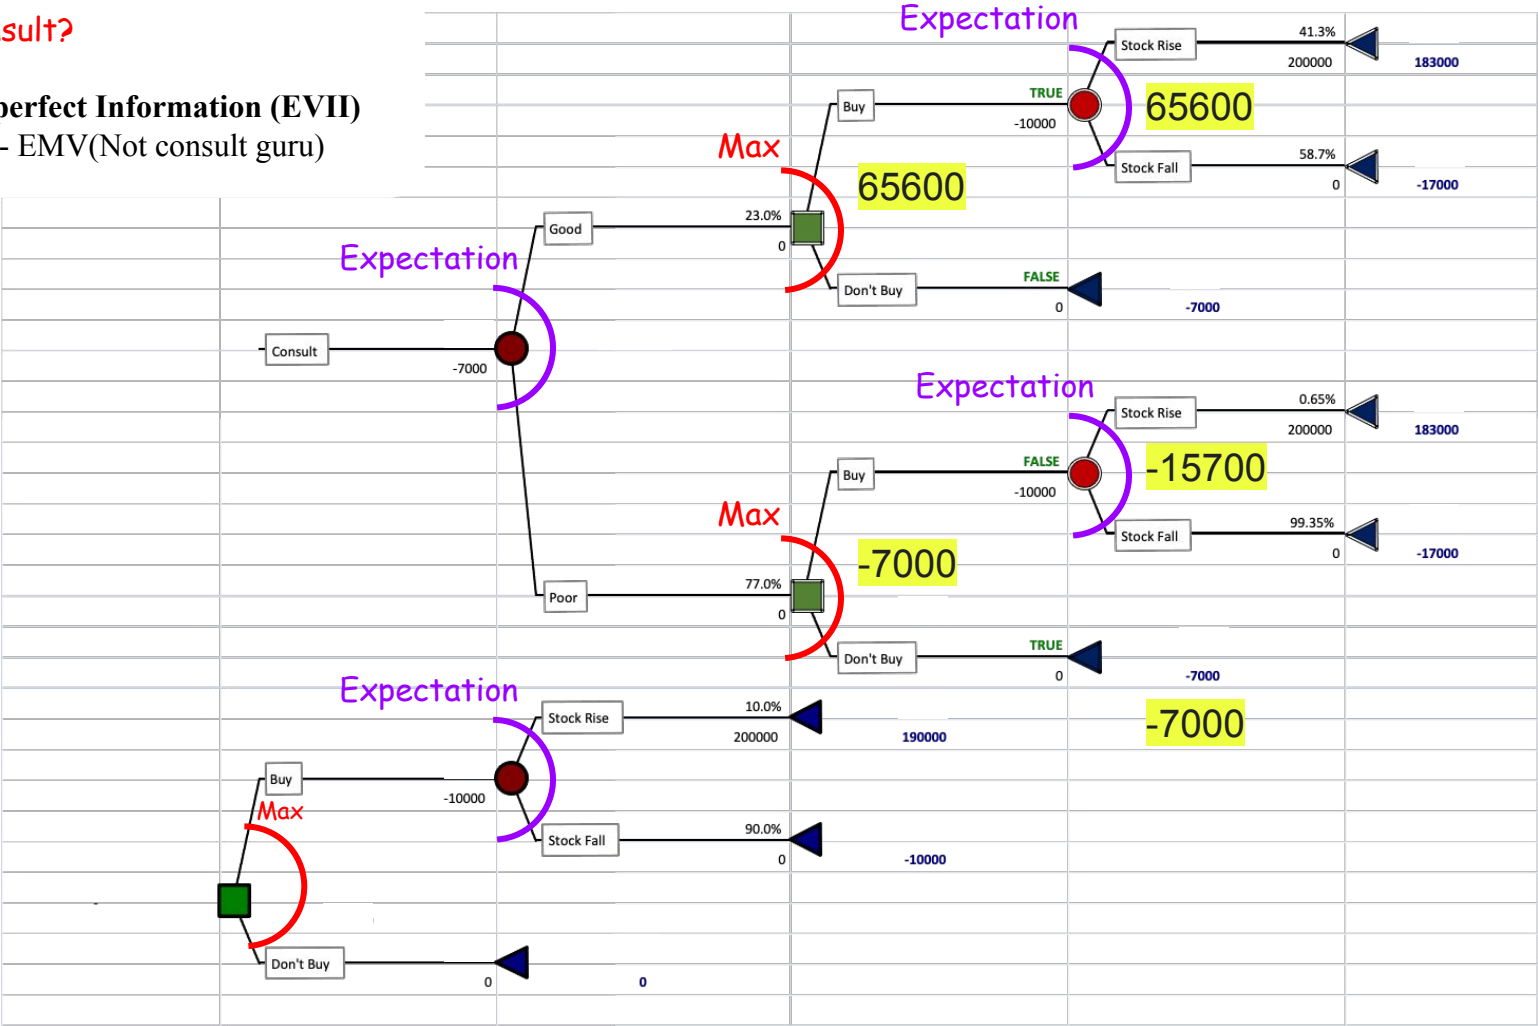 sult?
perfect Information (EVII)
- EMV(Not consult guru)
Expectation
Stock Rise
41.3%
200000
183000
Buy
TRUE
-10000
65600
Max
Stock Fall
58.7%
0
-17000
65600
Good
23.0%
0
Expectation
Don't Buy
FALSE
0
-7000
Consult
-7000
Expectation
Stock Rise
0.65%
200000
183000
Buy
FALSE
-10000
-15700
Max
Stock Fall
99.35%
0
-17000
-7000
Poor
77.0%
0
Don't Buy
TRUE
0
-7000
Expectation
Stock Rise
10.0%
200000
190000
-7000
Buy
-10000
Max
Stock Fall
90.0%
0
-10000
Don't Buy
0
0